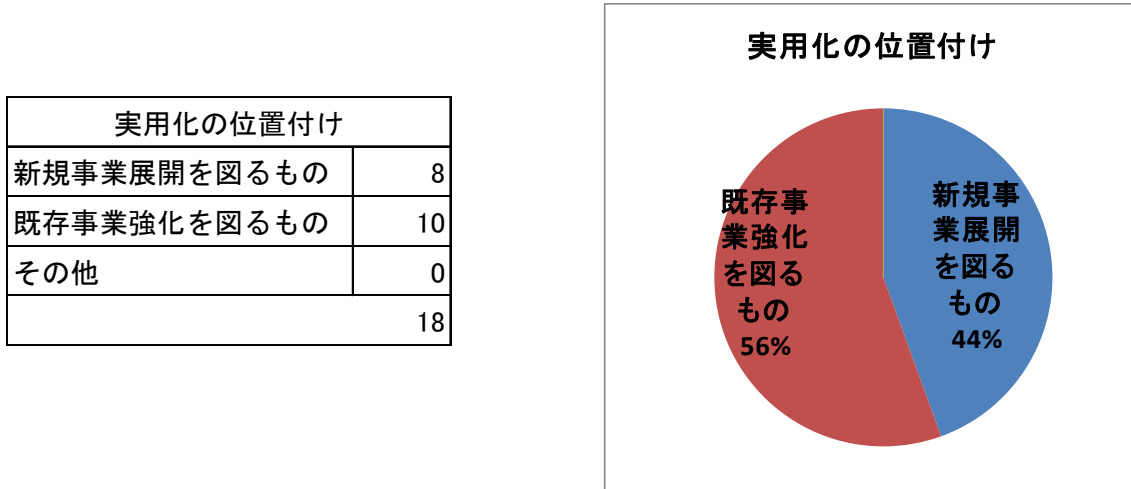 実用化の位置付け
新規事業展開を図るもの 8
既存事業強化を図るもの 10
その他 0
18
実用化の位置付け
既存事
業強化
を図る
もの
56%
新規事
業展開
を図る
もの
44%